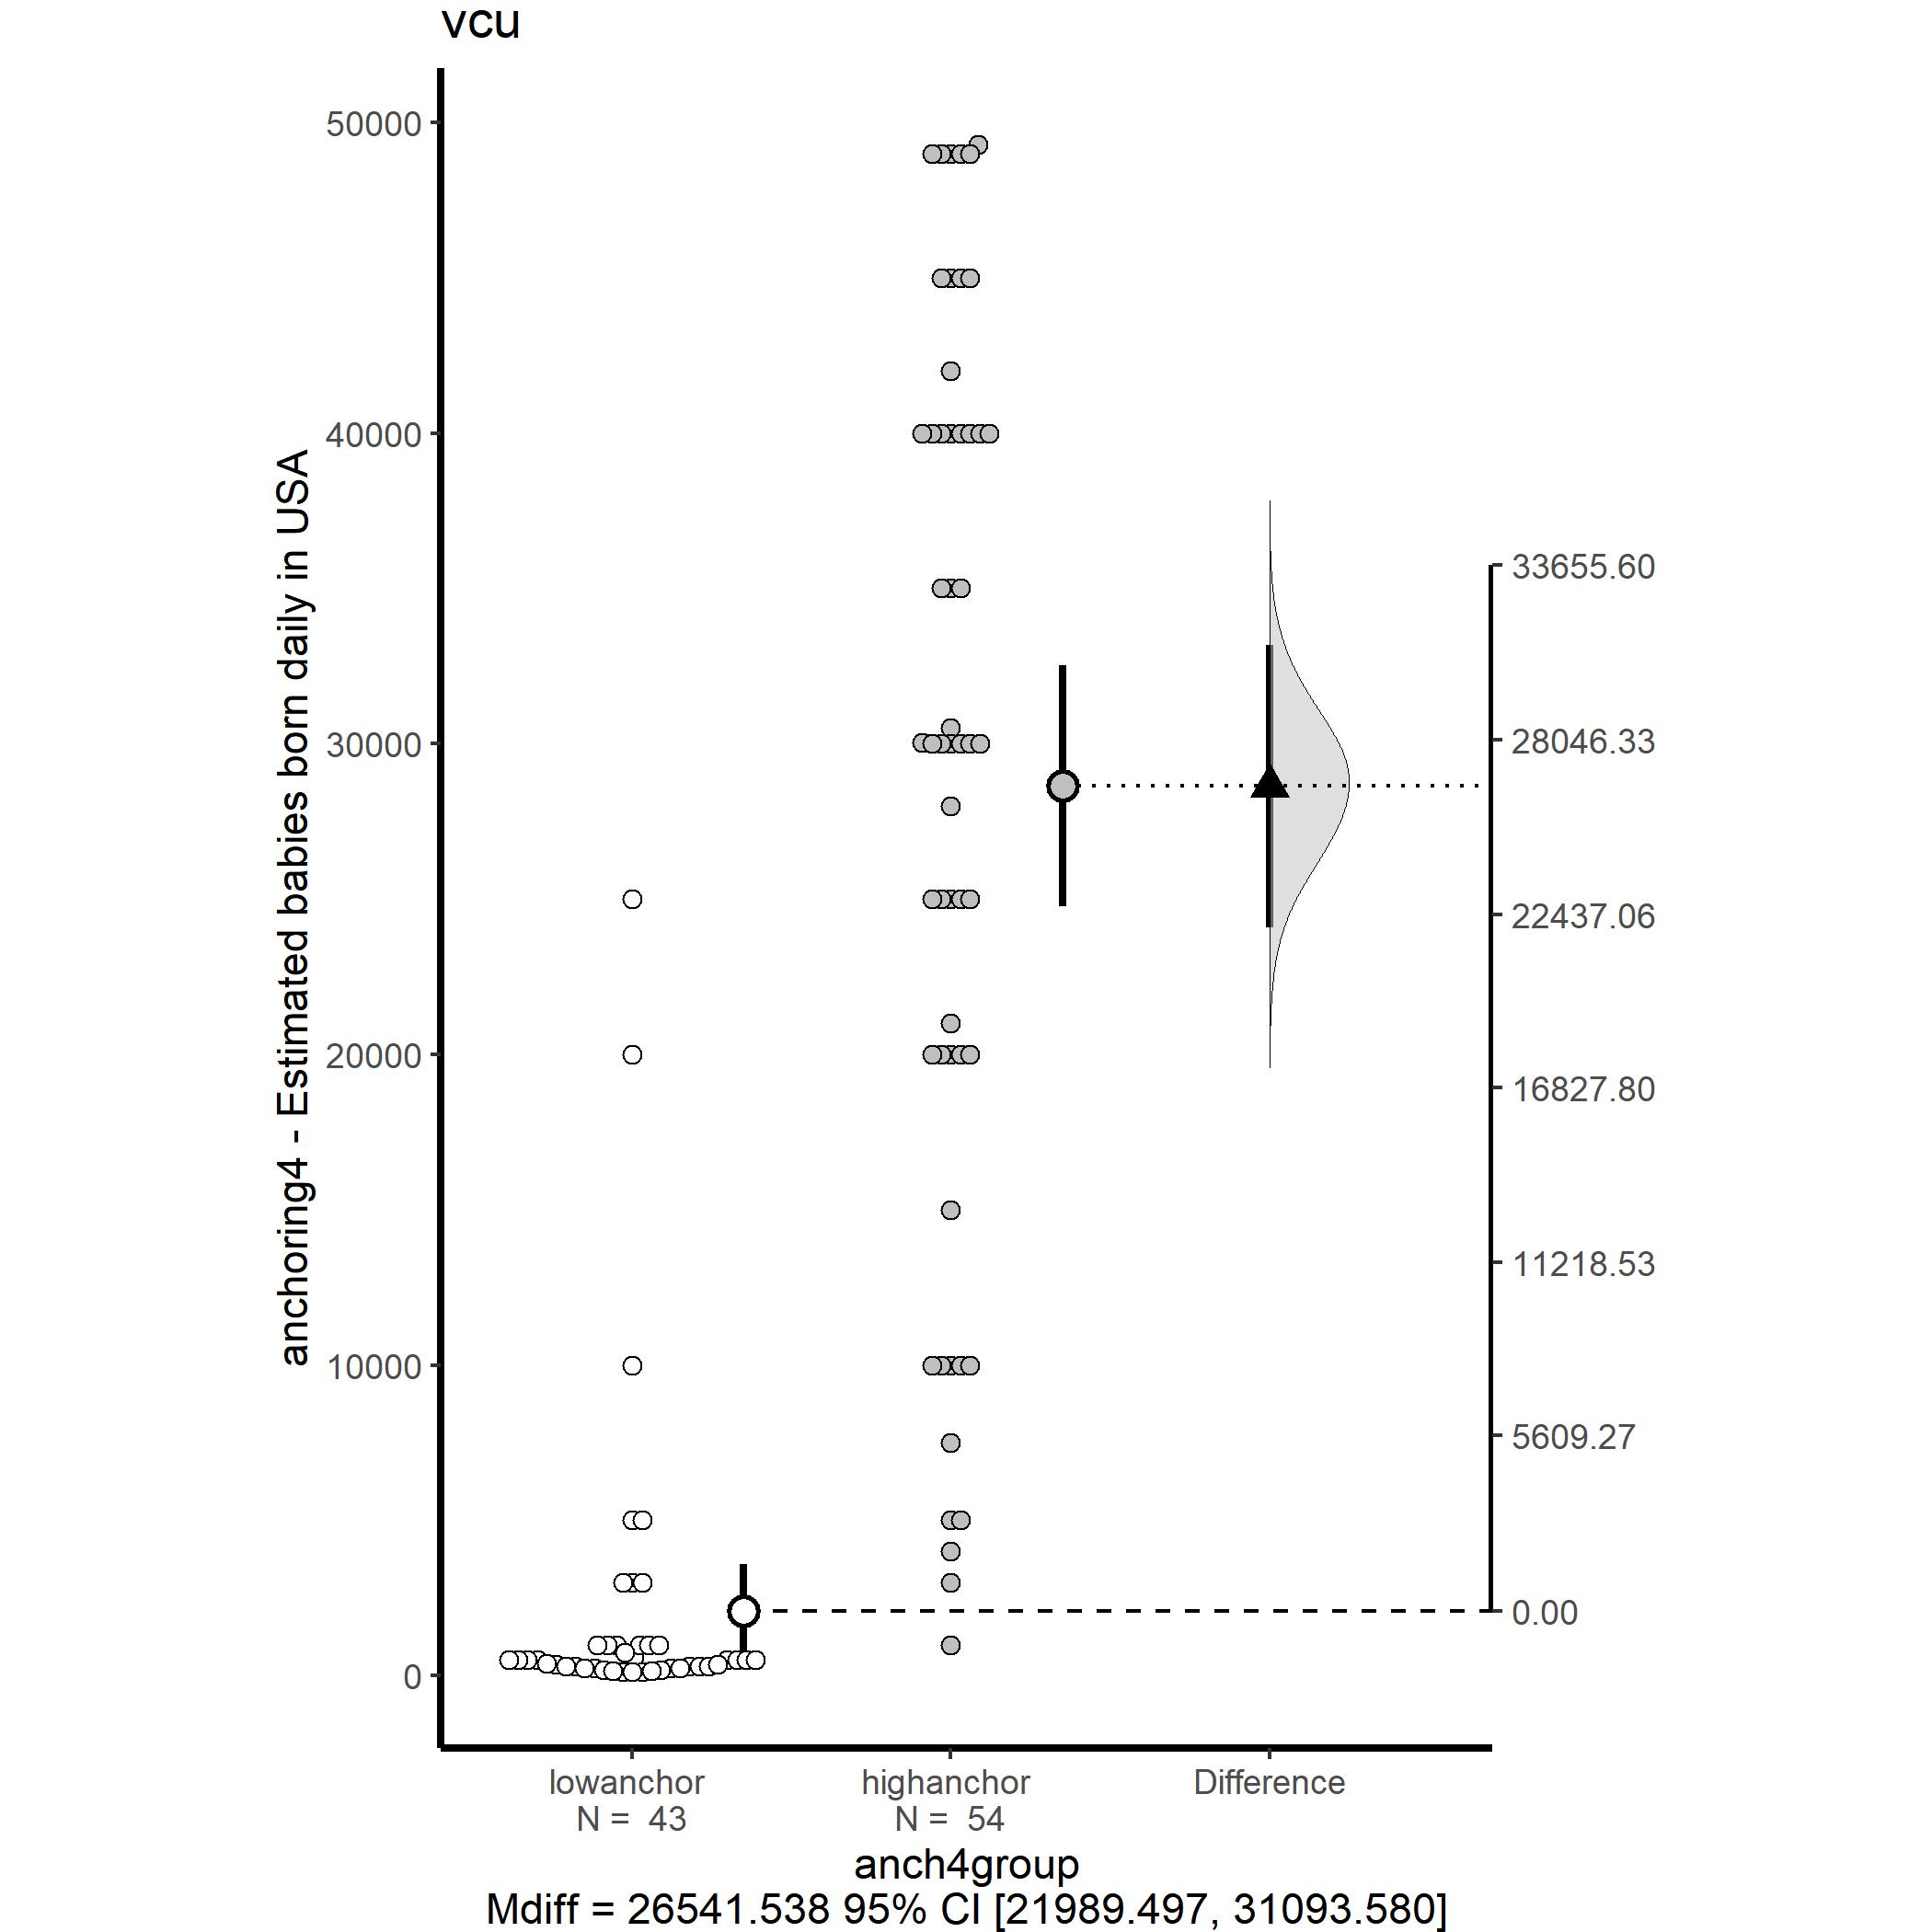 vcu
anchoring4 - Estimated babies born daily in USA
50000
40000
30000
20000
10000
0
33655.60
28046.33
22437.06
16827.80
11218.53
5609.27
0.00
lowanchor
N =  43
highanchor
N =  54
Difference
anch4group
Mdiff = 26541.538 95% CI [21989.497, 31093.580]